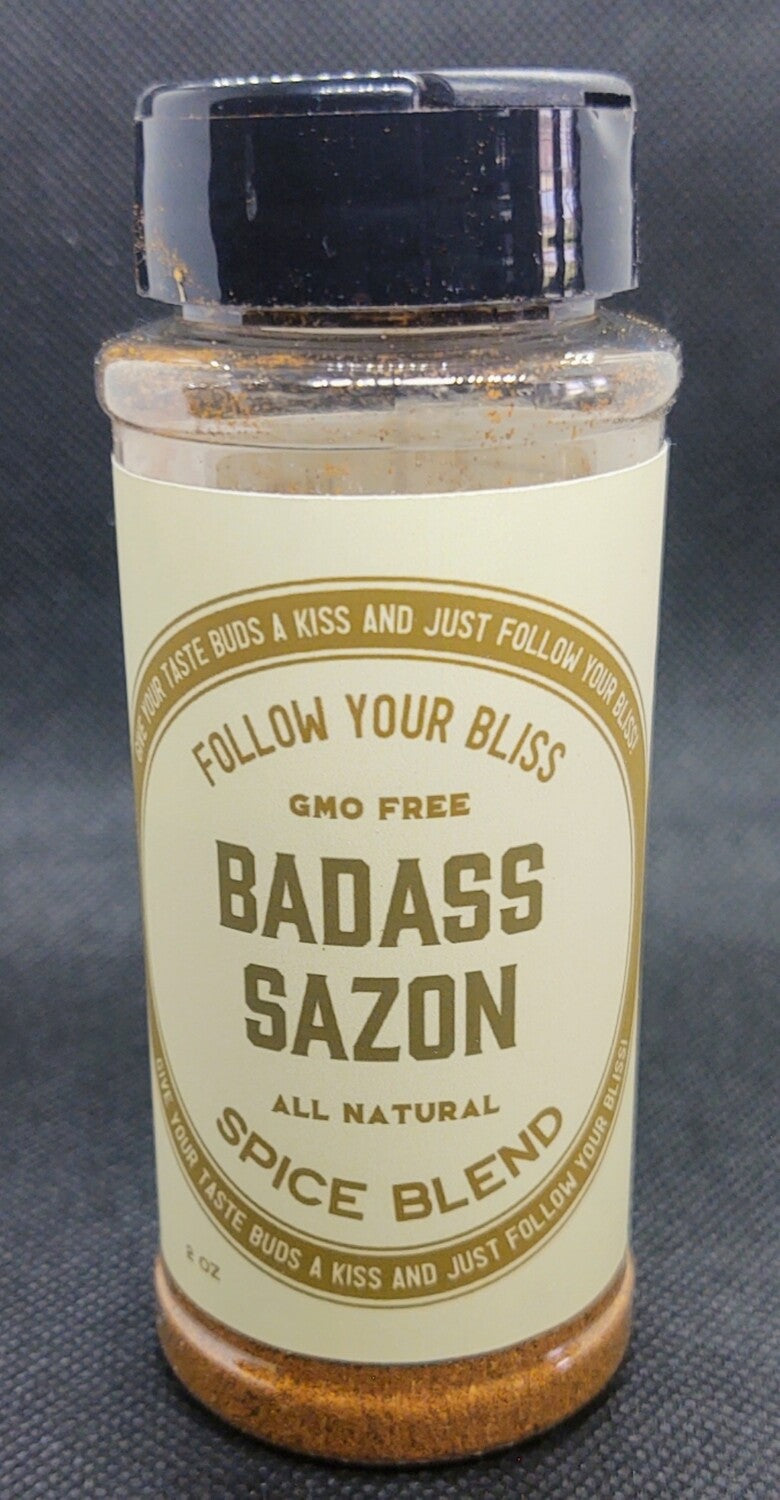 GIVE YOUR TASTE BUDS A KISS AND JUST FOLLOW YOUR BLISS!
FOLLOW YOUR BLISS
GMO FREE
BADASS
SAZON
ALL NATURAL
SPICE BLEND
GIVE YOUR TASTE BUDS A KISS AND JUST FOLLOW YOUR BLISS!
2 OZ